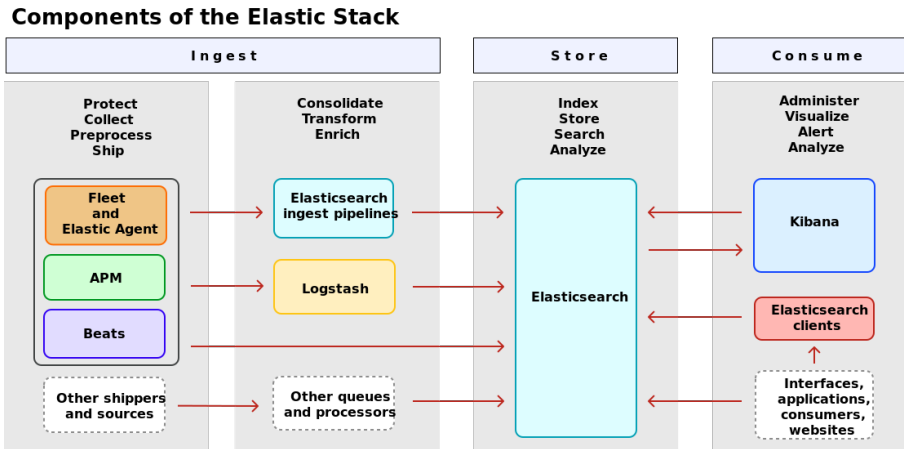 Components of the Elastic Stack
Ingest
Store
Consume
Protect
Collect
Preprocess
Ship
Consolidate
Transform
Enrich
Index
Store
Search
Analyze
Administer
Visualize
Alert
Analyze
Fleet
and
Elastic Agent
APM
Beats
Other shippers
and sources
Elasticsearch
ingest pipelines
Logstash
Other queues
and processors
Elasticsearch
Kibana
Elasticsearch
clients
Interfaces,
applications,
consumers,
websites